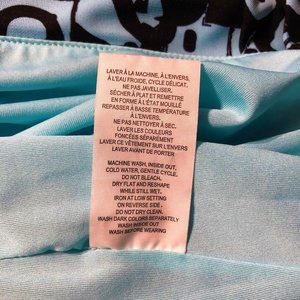 LAVER À LA MACHINE, À L'ENVERS,
À L'EAU FROIDE, CYCLE DÉLICAT.
NE PAS JAVELLISER.
SÉCHER À PLAT ET REMETTRE
EN FORME À L'ÉTAT MOUILLÉ
REPASSER À BASSE TEMPÉRATURE
À L'ENVERS.
NE PAS NETTOYER À SEC.
LAVER LES COULEURS
FONCÉES SÉPARÉMENT
LAVER CE VÊTEMENT SUR L'ENVERS
LAVER AVANT DE PORTER
MACHINE WASH, INSIDE OUT,
COLD WATER, GENTLE CYCLE.
DO NOT BLEACH.
DRY FLAT AND RESHAPE
WHILE STILL WET.
IRON AT LOW SETTING
ON REVERSE SIDE.
DO NOT DRY CLEAN.
WASH DARK COLORS SEPARATELY
WASH INSIDE OUT
WASH BEFORE WEARING